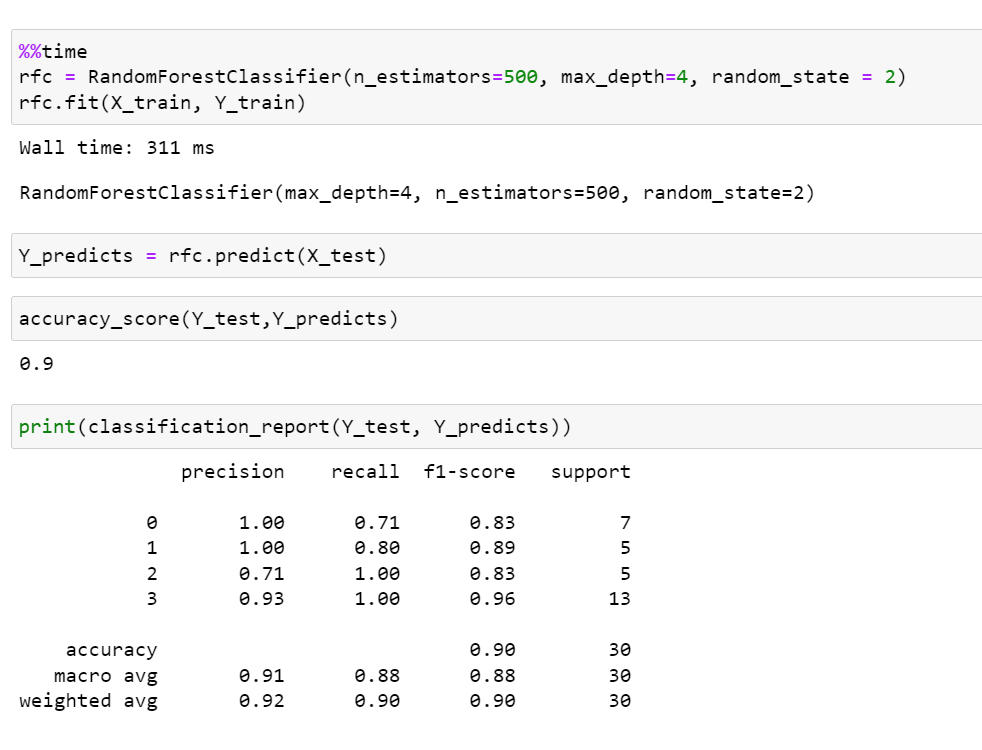 %%time
rfc = RandomForestClassifier(n_estimators=500, max_depth=4, random_state = 2)
rfc.fit(X_train, Y_train)
Wall time: 311 ms
RandomForestClassifier(max_depth=4, n_estimators=500, random_state=2)
Y_predicts = rfc.predict(X_test)
accuracy_score(Y_test,Y_predicts)
0.9
print(classification_report(Y_test, Y_predicts))
precision recall f1-score support
0 1.00 0.71 0.83 7
1 1.00 0.80 0.89 5
2 0.71 1.00 0.83 5
3 0.93 1.00 0.96 13
accuracy 0.90 30
macro avg 0.91 0.88 0.88 30
weighted avg 0.92 0.90 0.90 30